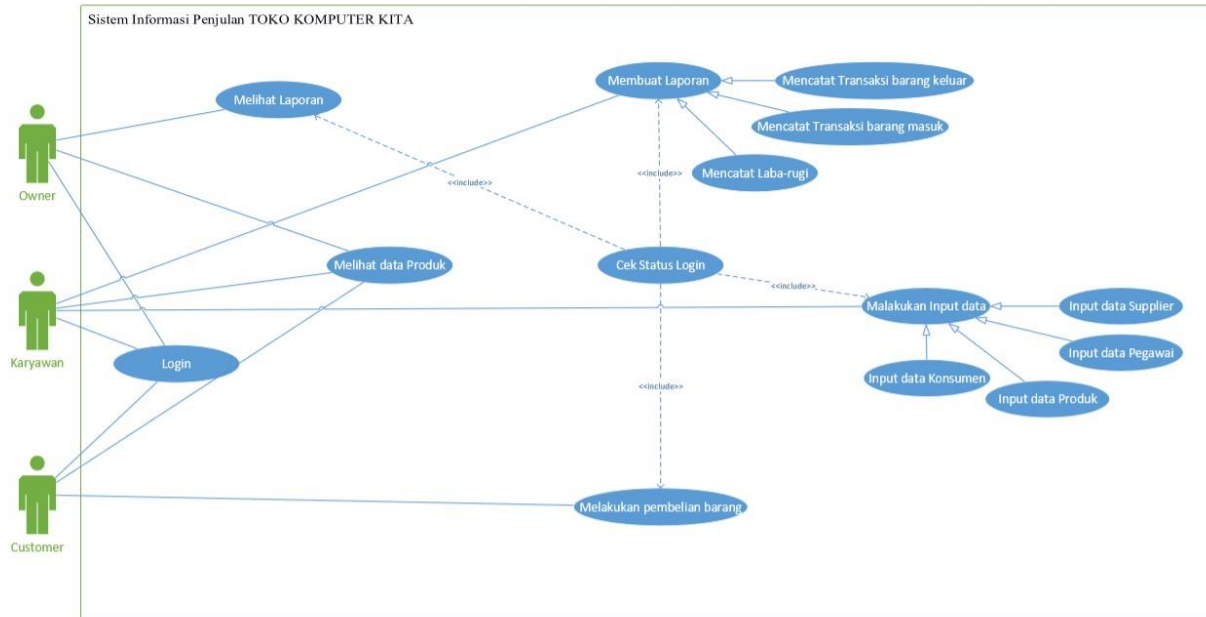 Sistem Informasi Penjulan TOKO KOMPUTER KITA
Membuat Laporan
Mencatat Transaksi barang keluar
Melihat Laporan
Mencatat Transaksi barang masuk
Mencatat Laba-rugi
<<include>>
<<include>>
Owner
Melihat data Produk
Cek Status Login
<<include>>
Malakukan Input data
Input data Supplier
Karyawan
Login
Input data Pegawai
Input data Konsumen
Input data Produk
<<include>>
Melakukan pembelian barang
Customer